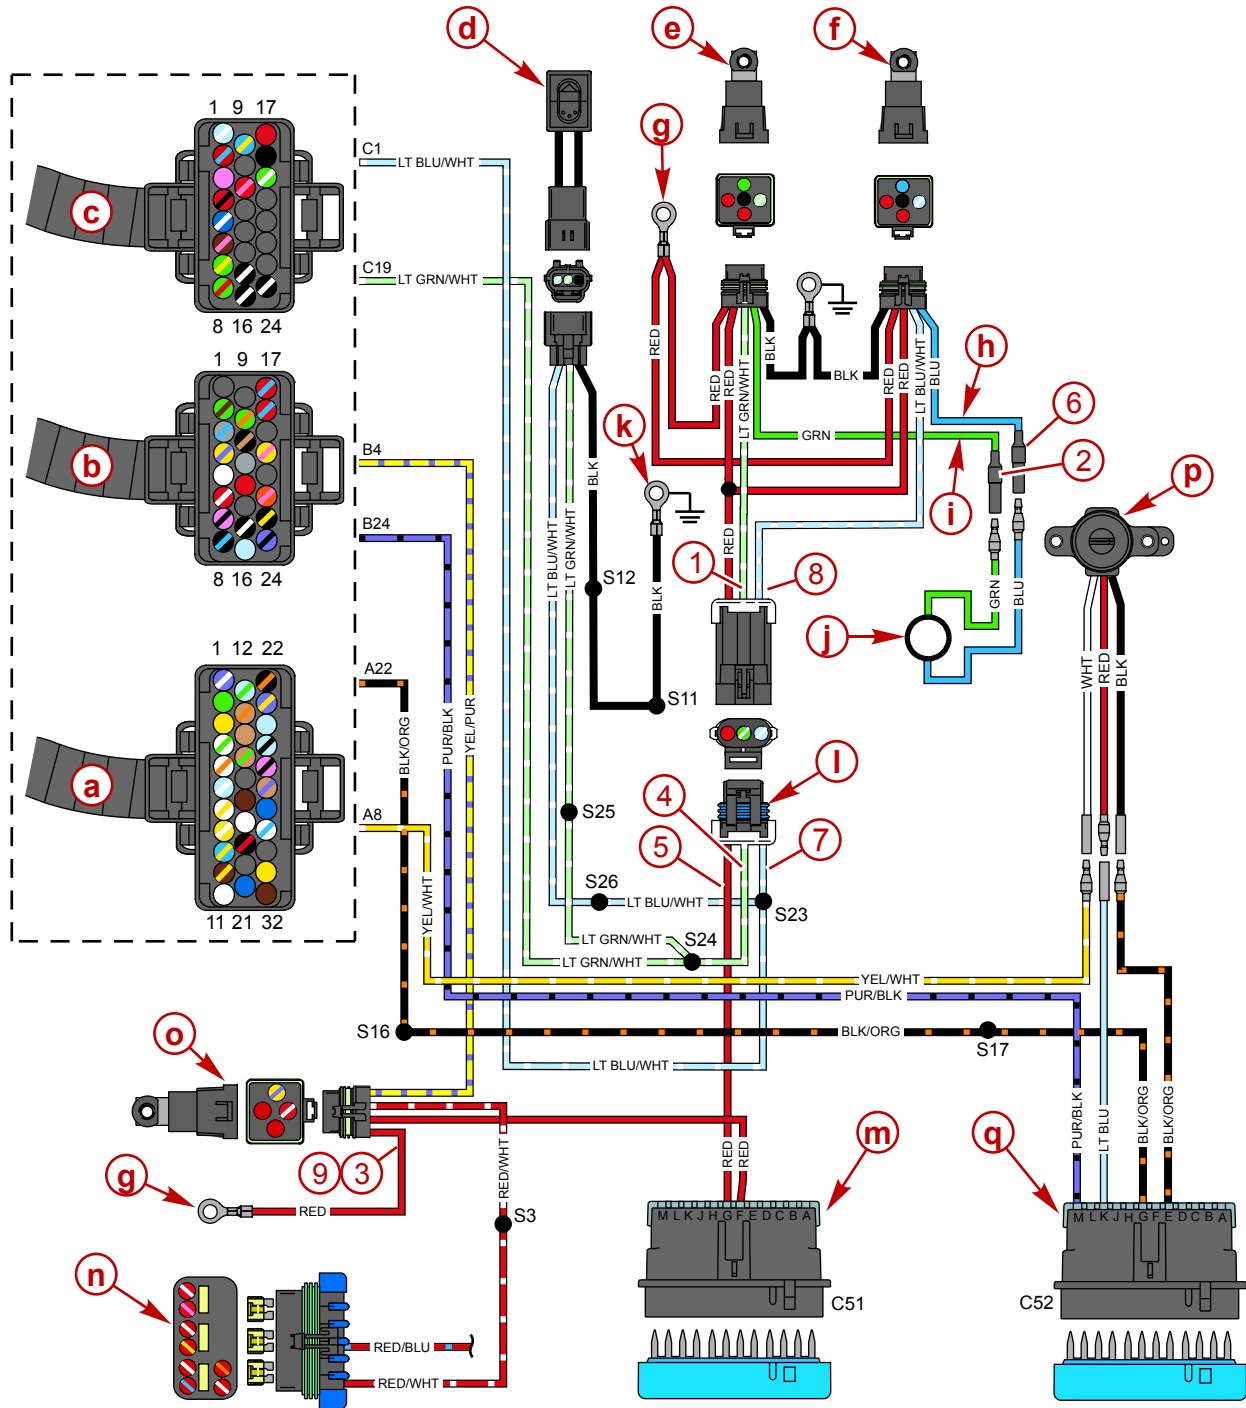 d
e
f
1 9 17
g
C1
LT BLU/WHT
c
C19
LT GRN/WHT
8 16 24
RED
BLK
BLK
RED
RED
LT GRN/WHT
RED
RED
LT BLU/WHT
BLU
h
1 9 17
k
GRN
6
2
B4
b
BLK
p
i
B24
LT BLU/WHT
LT GRN/WHT
RED
1
8
8 16 24
S12
BLK
GRN
BLU
j
1 12 22
A22
WHT
RED
BLK
S11
BLK/ORG
PUR/BLK
YEL/PUR
a
l
A8
S25
4
5
7
S26
LT BLU/WHT
S23
11 21 32
YEL/WHT
LT GRN/WHT
S24
LT GRN/WHT
YEL/WHT
PUR/BLK
o
S16
BLK/ORG
S17
LT BLU/WHT
PUR/BLK
LT BLU
BLK/ORG
BLK/ORG
m
q
9
3
RED
RED
RED/WHT
g
RED
S3
M L K J H G F E D C B A
M L K J H G F E D C B A
n
C51
C52
RED/BLU
RED/WHT